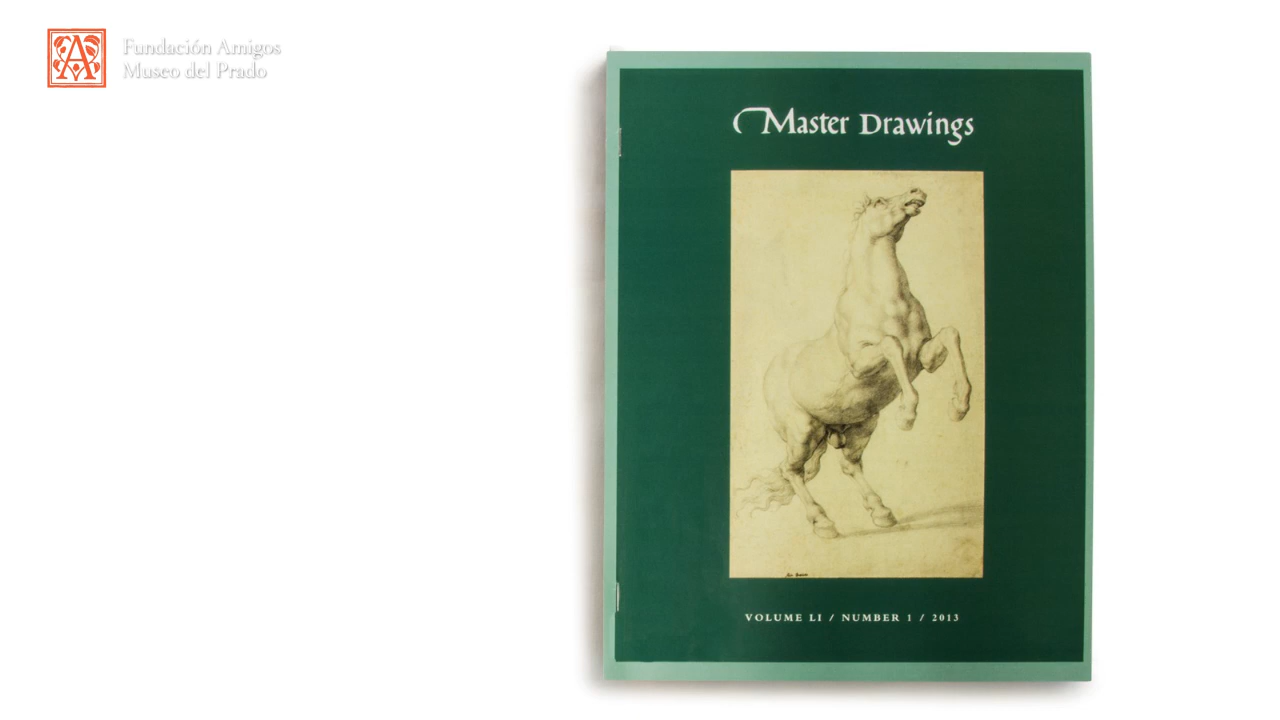 Fundación Amigos
Museo del Prado
Master Drawings
VOLUME LI / NUMBER 1 / 2013